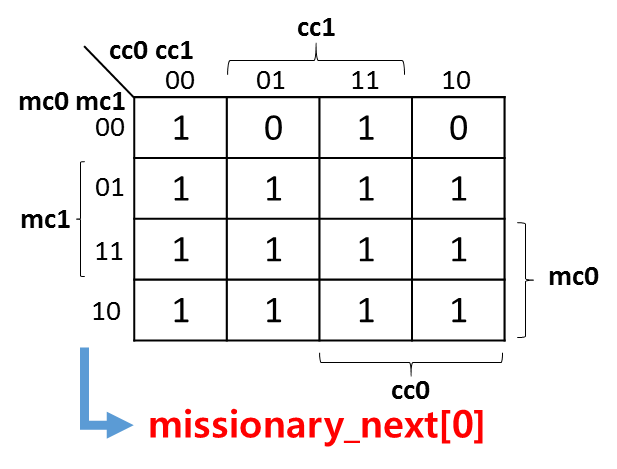 cc1
cc0 cc1
00 01 11 10
mc0 mc1
00 1 0 1 0
01 1 1 1 1
mc1
11 1 1 1 1
mc0
10 1 1 1 1
cc0
missionary_next[0]